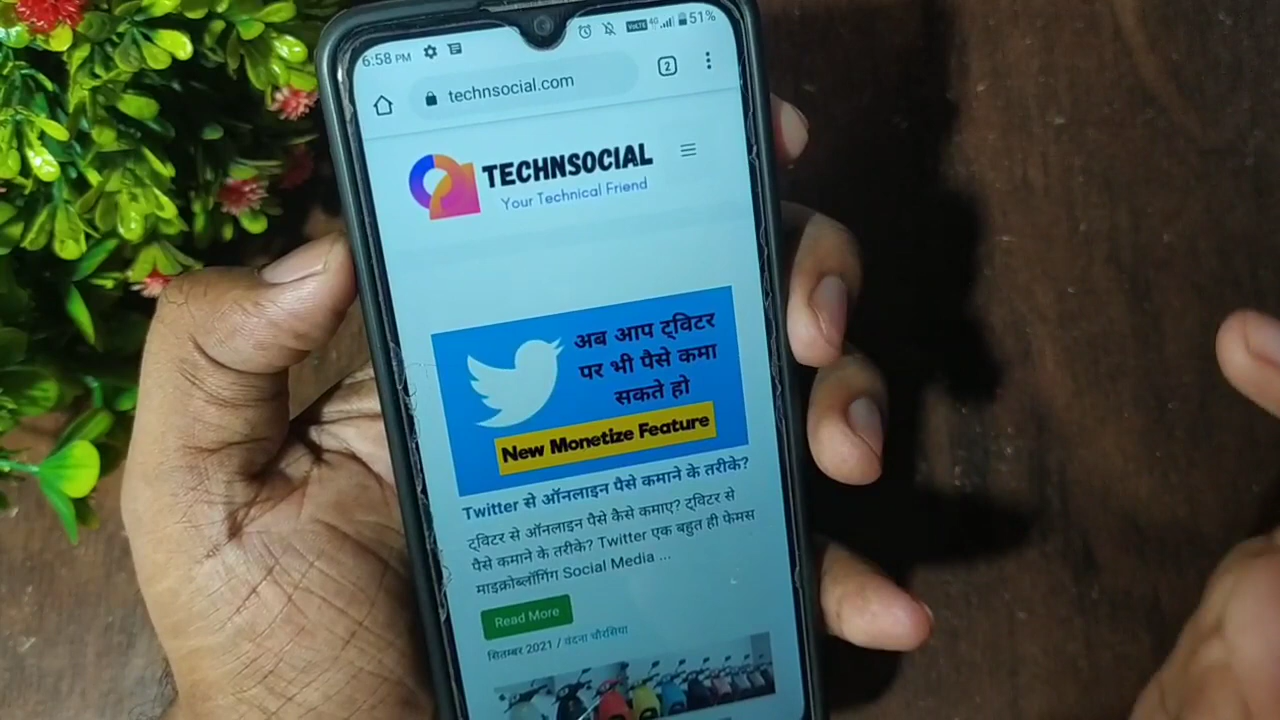 6:58 PM
VoLTE 4G 51%
technsocial.com
2
TECHNSOCIAL
Your Technical Friend
अब आप ट्विटर
पर भी पैसे कमा
सकते हो
New Monetize Feature
Twitter से ऑनलाइन पैसे कमाने के तरीके?
ट्विटर से ऑनलाइन पैसे कैसे कमाए? ट्विटर से
पैसे कमाने के तरीके? Twitter एक बहुत ही फेमस
माइक्रोब्लॉगिंग Social Media ...
Read More
सितम्बर 2021 / वंदना चौरसिया